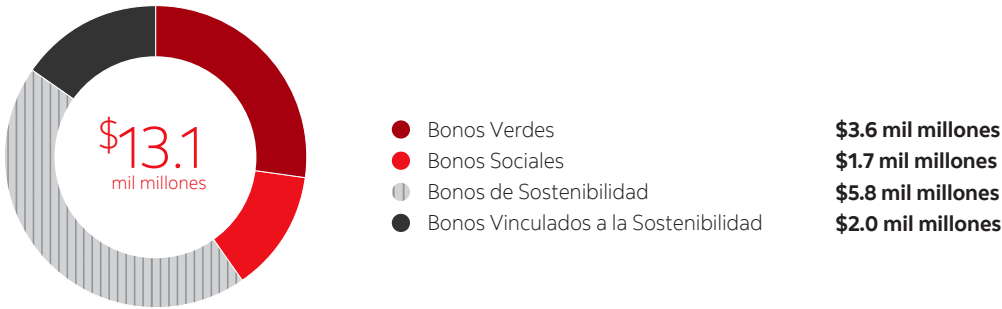 $13.1
mil millones
Bonos Verdes $3.6 mil millones
Bonos Sociales $1.7 mil millones
Bonos de Sostenibilidad $5.8 mil millones
Bonos Vinculados a la Sostenibilidad $2.0 mil millones